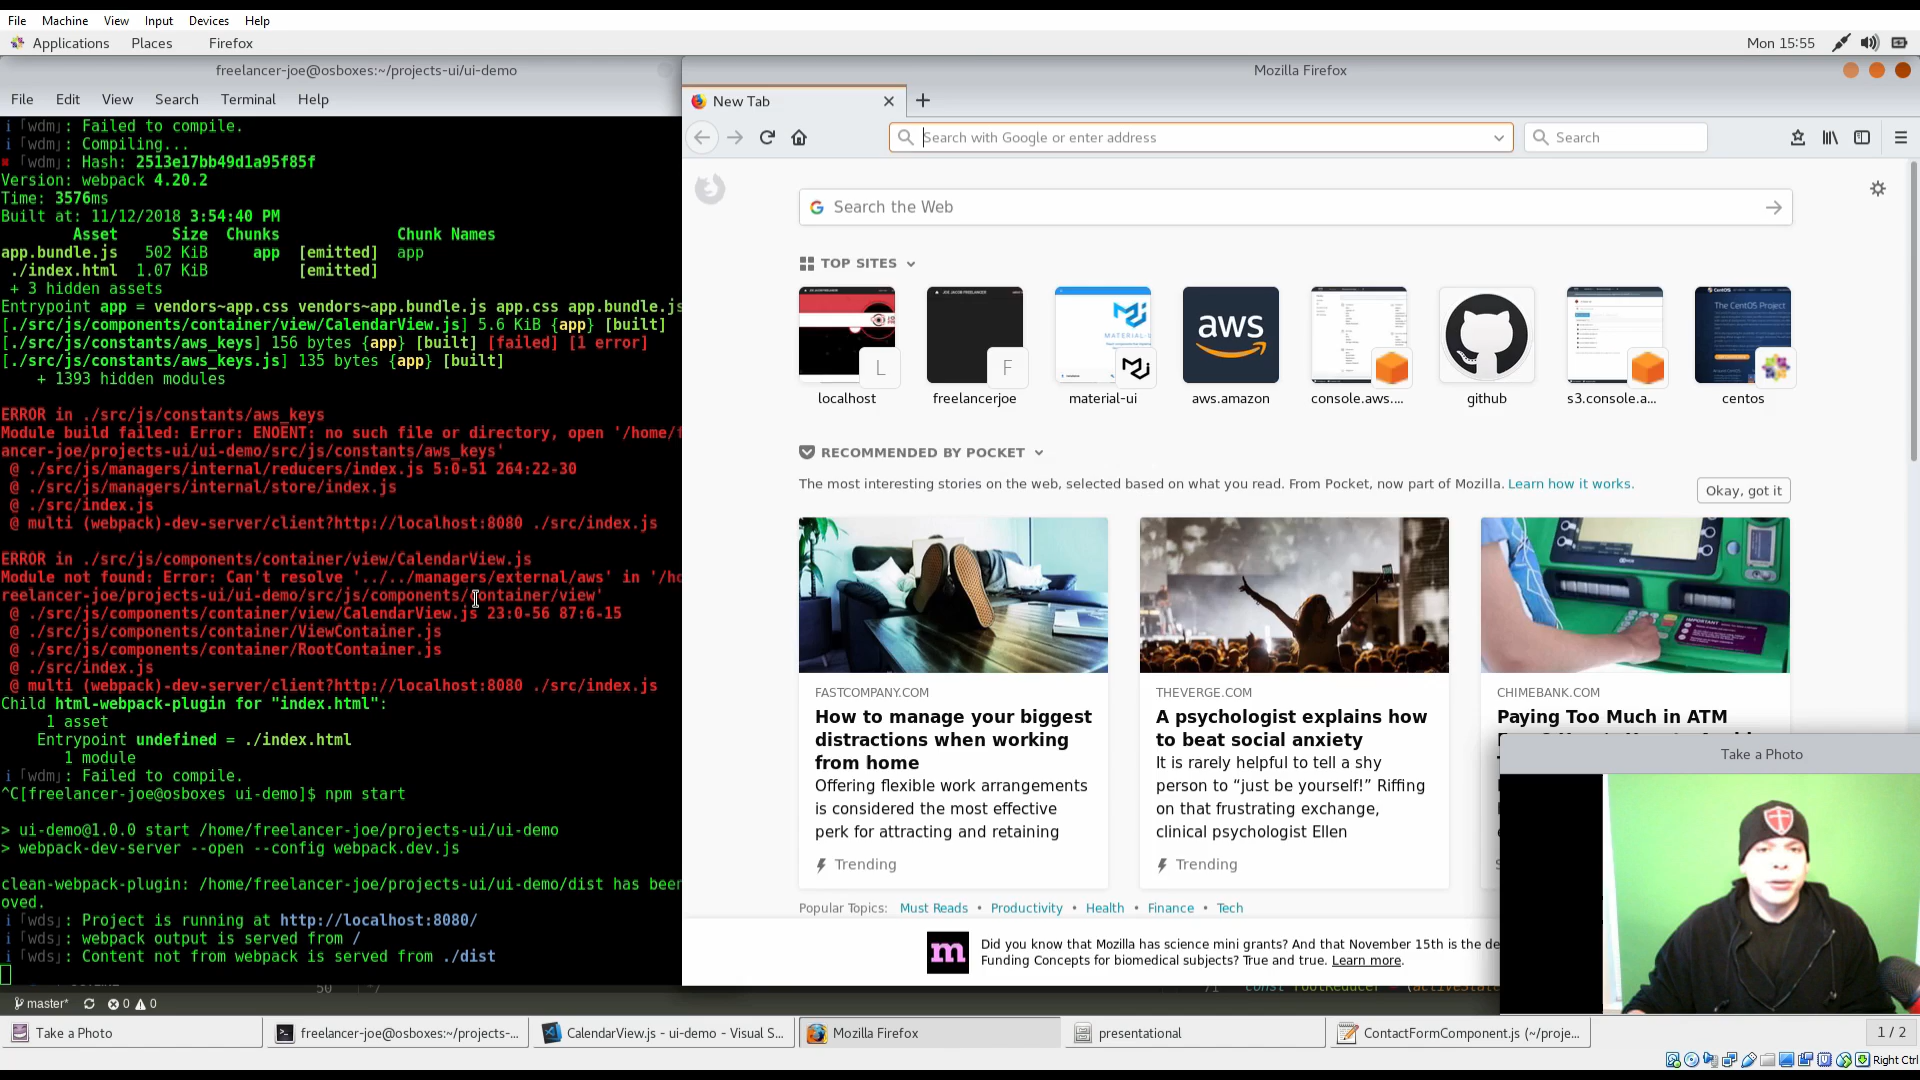 File Machine View Input Devices Help
Applications Places Firefox Mon 15:55
freelancer-joe@osboxes:~/projects-ui/ui-demo
File Edit View Search Terminal Help
i ｢wdm｣: Failed to compile.
i ｢wdm｣: Compiling...
✖ ｢wdm｣: Hash: 2513e17bb49d1a95f85f
Version: webpack 4.20.2
Time: 3576ms
Built at: 11/12/2018 3:54:40 PM
Asset Size Chunks Chunk Names
app.bundle.js 502 KiB app [emitted] app
./index.html 1.07 KiB [emitted]
+ 3 hidden assets
Entrypoint app = vendors~app.css vendors~app.bundle.js app.css app.bundle.js
[./src/js/components/container/view/CalendarView.js] 5.6 KiB {app} [built]
[./src/js/constants/aws_keys] 156 bytes {app} [built] [failed] [1 error]
[./src/js/constants/aws_keys.js] 135 bytes {app} [built]
+ 1393 hidden modules
ERROR in ./src/js/constants/aws_keys
Module build failed: Error: ENOENT: no such file or directory, open '/home/f
ancer-joe/projects-ui/ui-demo/src/js/constants/aws_keys'
@ ./src/js/managers/internal/reducers/index.js 5:0-51 264:22-30
@ ./src/js/managers/internal/store/index.js
@ ./src/index.js
@ multi (webpack)-dev-server/client?http://localhost:8080 ./src/index.js
ERROR in ./src/js/components/container/view/CalendarView.js
Module not found: Error: Can't resolve '../../managers/external/aws' in '/ho
reelancer-joe/projects-ui/ui-demo/src/js/components/container/view'
@ ./src/js/components/container/view/CalendarView.js 23:0-56 87:6-15
@ ./src/js/components/container/ViewContainer.js
@ ./src/js/components/container/RootContainer.js
@ ./src/index.js
@ multi (webpack)-dev-server/client?http://localhost:8080 ./src/index.js
Child html-webpack-plugin for "index.html":
1 asset
Entrypoint undefined = ./index.html
1 module
i ｢wdm｣: Failed to compile.
^C[freelancer-joe@osboxes ui-demo]$ npm start
> ui-demo@1.0.0 start /home/freelancer-joe/projects-ui/ui-demo
> webpack-dev-server --open --config webpack.dev.js
clean-webpack-plugin: /home/freelancer-joe/projects-ui/ui-demo/dist has been
oved.
i ｢wds｣: Project is running at http://localhost:8080/
i ｢wds｣: webpack output is served from /
i ｢wds｣: Content not from webpack is served from ./dist
50 */
master* 0 0
Mozilla Firefox
New Tab
Search with Google or enter address Search
Search the Web
TOP SITES
aws
MATERIAL-U
The CentOS Project
L F
localhost freelancerjoe material-ui aws.amazon console.aws.... github s3.console.a... centos
RECOMMENDED BY POCKET
The most interesting stories on the web, selected based on what you read. From Pocket, now part of Mozilla. Learn how it works. Okay, got it
IMPORTANT
FASTCOMPANY.COM
How to manage your biggest
distractions when working
from home
Offering flexible work arrangements
is considered the most effective
perk for attracting and retaining
Trending
THEVERGE.COM
A psychologist explains how
to beat social anxiety
It is rarely helpful to tell a shy
person to “just be yourself!” Riffing
on that frustrating exchange,
clinical psychologist Ellen
Trending
CHIMEBANK.COM
Paying Too Much in ATM
Popular Topics: Must Reads • Productivity • Health • Finance • Tech
m
Did you know that Mozilla has science mini grants? And that November 15th is the de
Funding Concepts for biomedical subjects? True and true. Learn more.
71 const rootReducer = (activeState
Take a Photo
Take a Photo freelancer-joe@osboxes:~/projects-... CalendarView.js - ui-demo - Visual S... Mozilla Firefox presentational ContactFormComponent.js (~/proje... 1 / 2
Right Ctrl